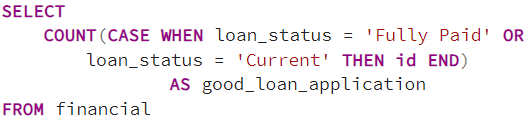 SELECT
COUNT(CASE WHEN loan_status = 'Fully Paid' OR
loan_status = 'Current' THEN id END)
AS good_loan_application
FROM financial